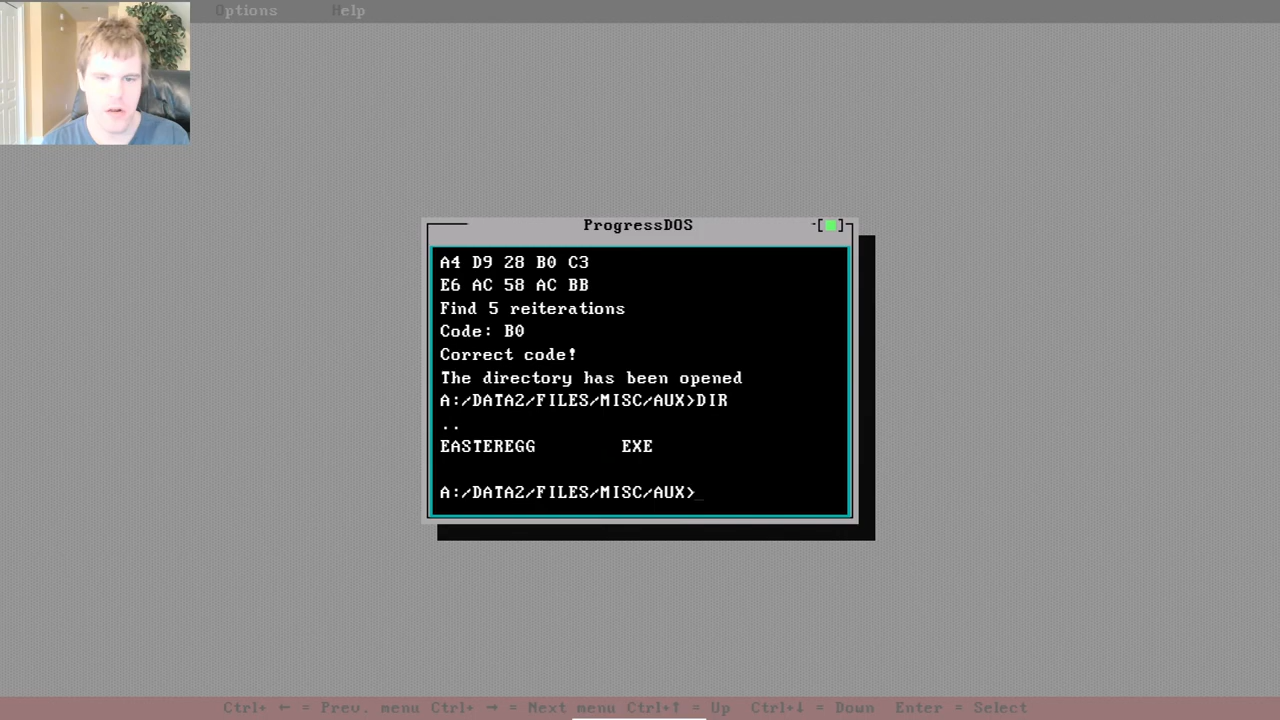 Options Help
ProgressDOS
A4 D9 28 B0 C3
E6 AC 58 AC BB
Find 5 reiterations
Code: B0
Correct code!
The directory has been opened
A:/DATA2/FILES/MISC/AUX>DIR
..
EASTEREGG EXE
A:/DATA2/FILES/MISC/AUX>_
Ctrl+ ← = Prev. menu Ctrl+ → = Next menu Ctrl+↑ = Up Ctrl+↓ = Down Enter = Select